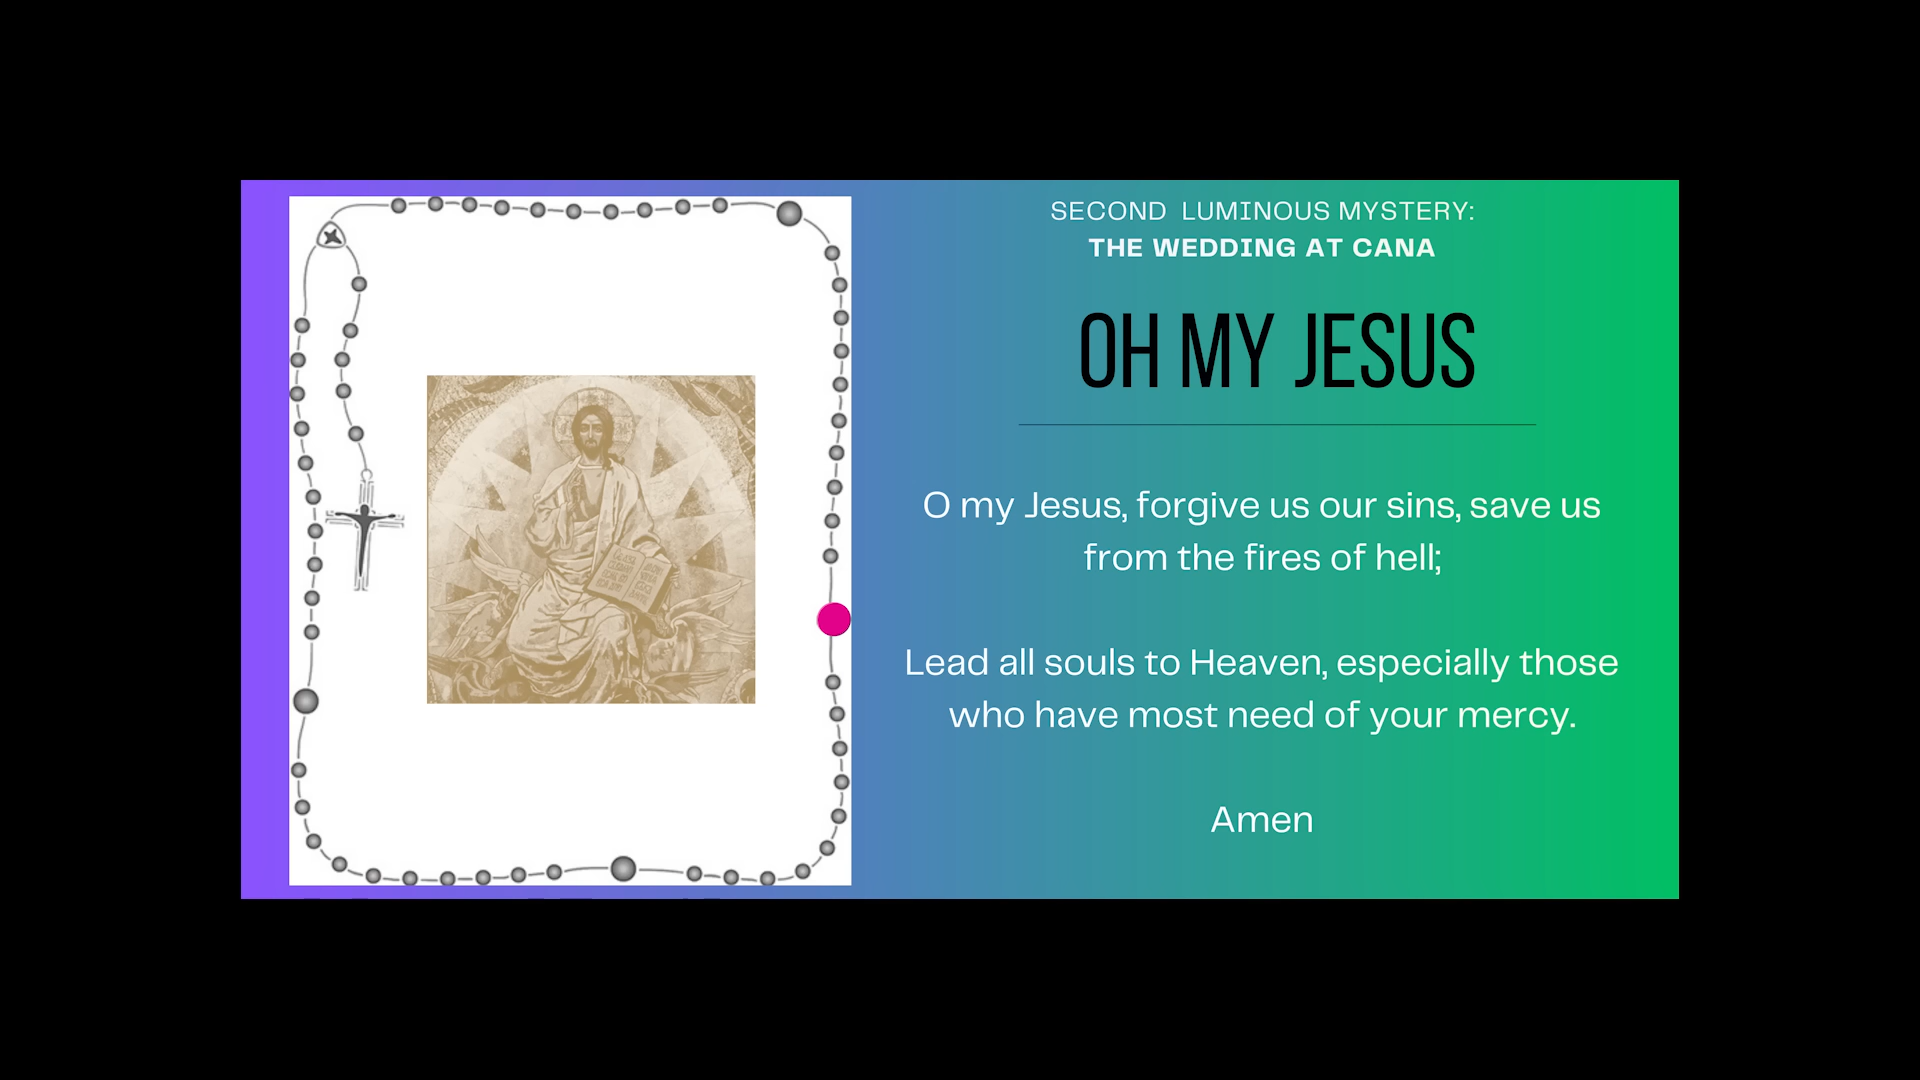 SECOND LUMINOUS MYSTERY:
THE WEDDING AT CANA
OH MY JESUS
O my Jesus, forgive us our sins, save us
from the fires of hell;
Lead all souls to Heaven, especially those
who have most need of your mercy.
Amen